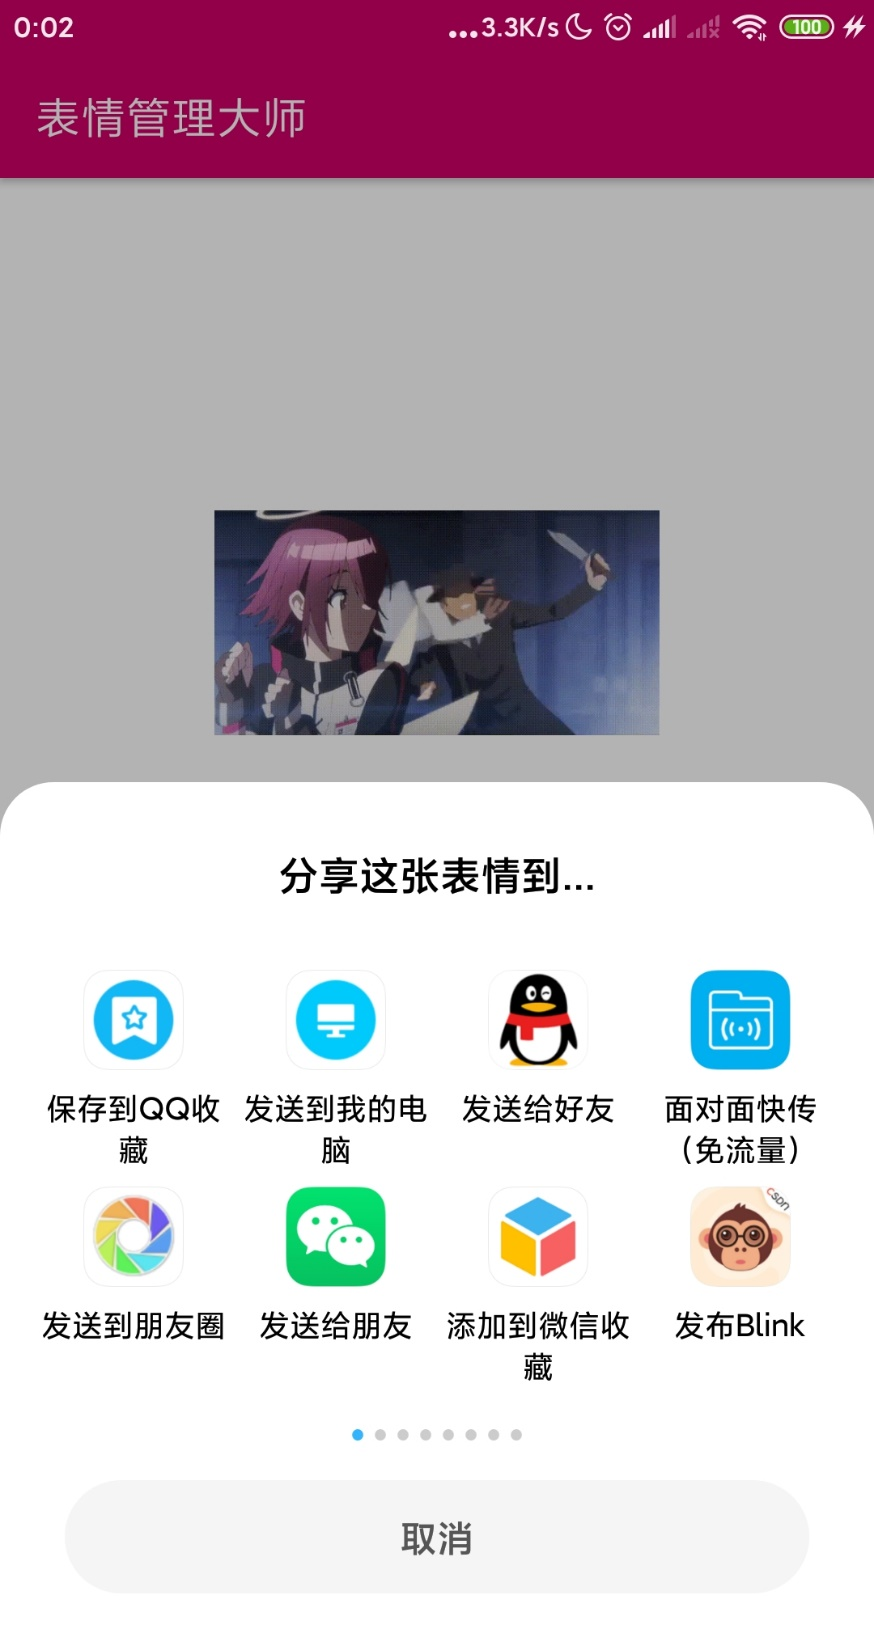 0:02
...3.3K/s
100
表情管理大师
分享这张表情到...
保存到QQ收
藏
发送到我的电
脑
发送给好友
面对面快传
（免流量）
CSDN
发送到朋友圈
发送给朋友
添加到微信收
藏
发布Blink
取消